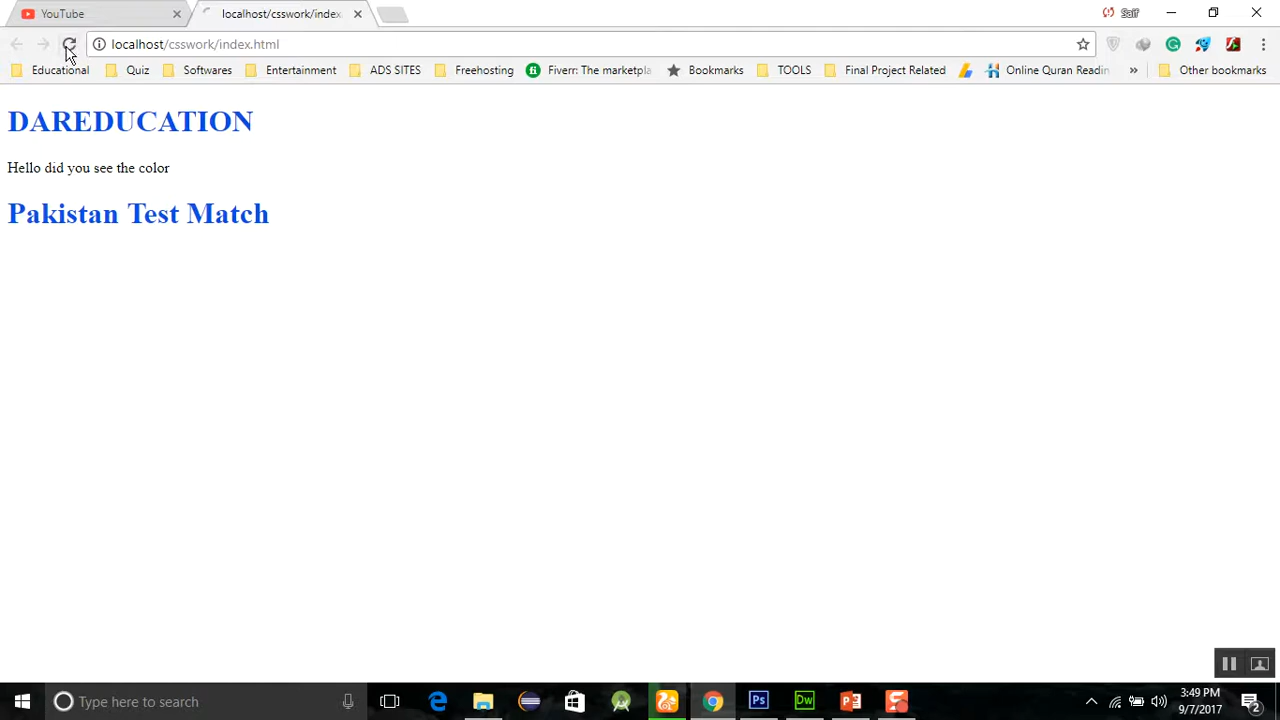 YouTube
localhost/csswork/index.
Saif
localhost/csswork/index.html
Educational
Quiz
Softwares
Entertainment
ADS SITES
Freehosting
Fiverr: The marketpla
Bookmarks
TOOLS
Final Project Related
Online Quran Readin
Other bookmarks
DAREDUCATION
Hello did you see the color
Pakistan Test Match
Type here to search
3:49 PM
9/7/2017